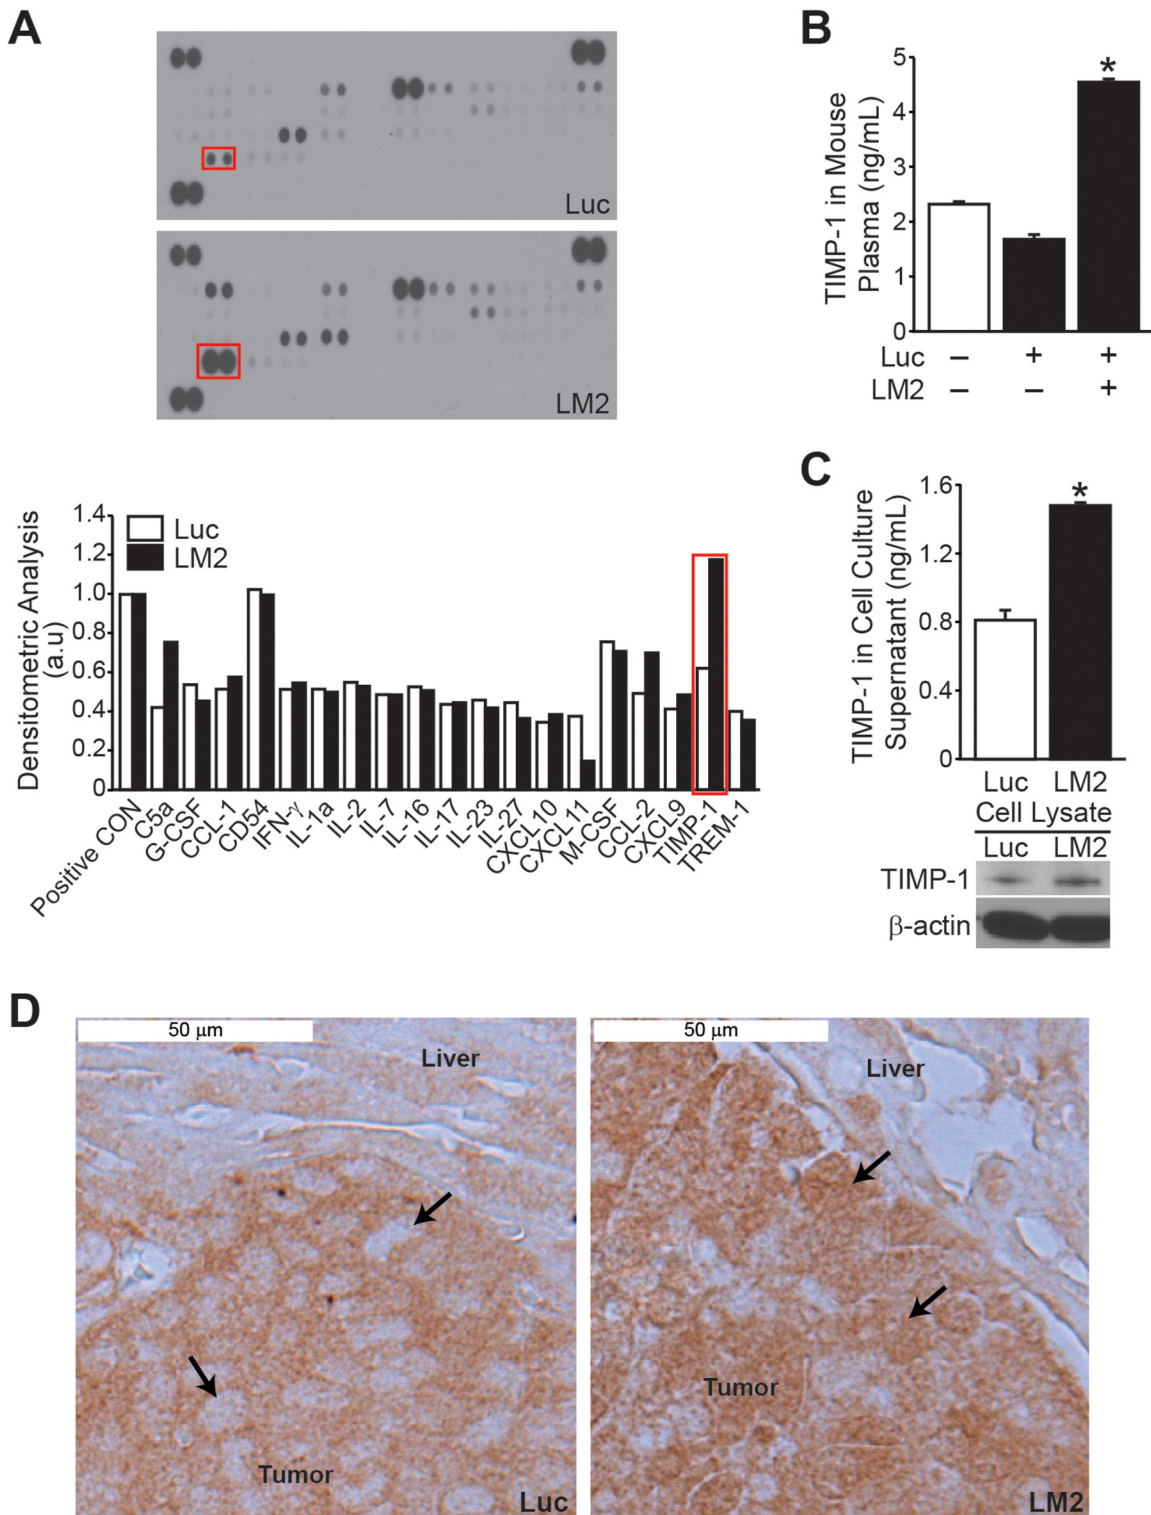 A
Luc
LM2
Densitometric Analysis
(a.u)
1.4
1.2
1.0
0.8
0.6
0.4
0.2
0
Luc
LM2
Positive CON
C5a
G-CSF
CCL-1
CD54
IFN-γ
IL-1a
IL-2
IL-7
IL-16
IL-17
IL-23
IL-27
CXCL10
CXCL11
M-CSF
CCL-2
CXCL9
TIMP-1
TREM-1
B
TIMP-1 in Mouse
Plasma (ng/mL)
5
4
3
2
1
0
*
Luc – + +
LM2 – – +
C
TIMP-1 in Cell Culture
Supernatant (ng/mL)
1.6
1.2
0.8
0.4
0
*
Luc LM2
Cell Lysate
Luc LM2
TIMP-1
β-actin
D
50 μm
Liver
Tumor
Luc
50 μm
Liver
Tumor
LM2